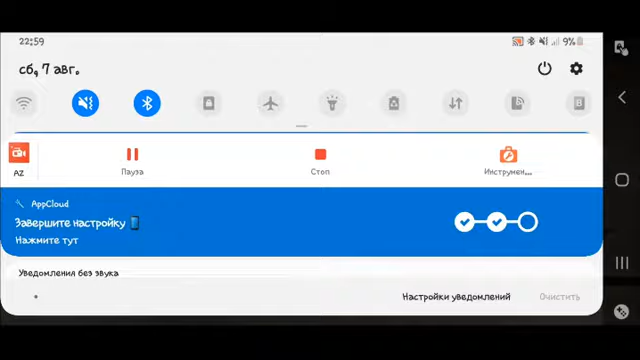 22:59
9%
сб, 7 авг.
AZ
Пауза
Стоп
Инструмен...
AppCloud
Завершите настройку
Нажмите тут
Уведомления без звука
Настройки уведомлений
Очистить